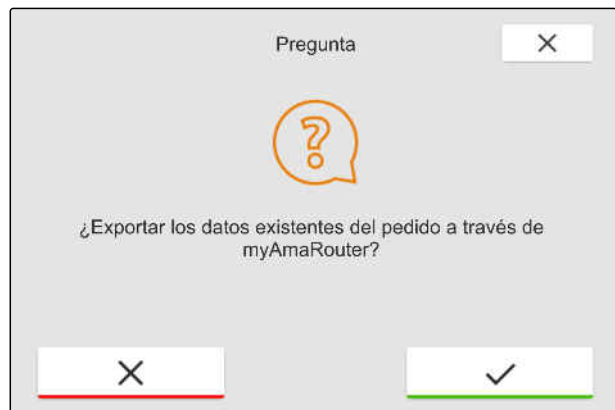 Pregunta
¿Exportar los datos existentes del pedido a través de
myAmaRouter?